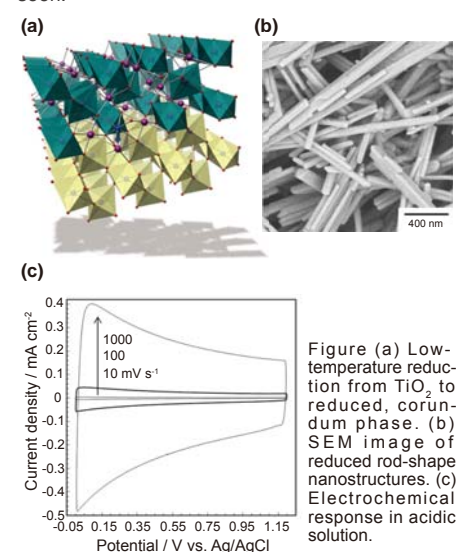 soon.
(a)
(b)
400 nm
(c)
Current density / mA cm-2
0.4
0.3
0.2
0.1
0
-0.1
-0.2
-0.3
-0.4
-0.5
1000
100
10 mV s-1
-0.05 0.15 0.35 0.55 0.75 0.95 1.15
Potential / V vs. Ag/AgCl
Figure (a) Low-
temperature reduc-
tion from TiO2 to
reduced, corun-
dum phase. (b)
SEM image of
reduced rod-shape
nanostructures. (c)
Electrochemical
response in acidic
solution.